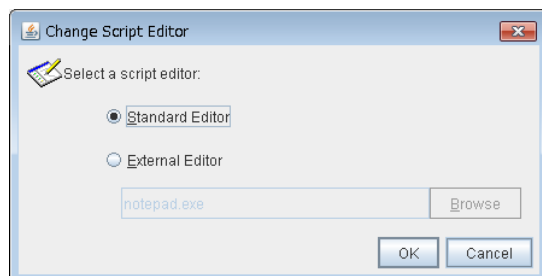 Change Script Editor
Select a script editor:
Standard Editor
External Editor
notepad.exe
Browse
OK
Cancel